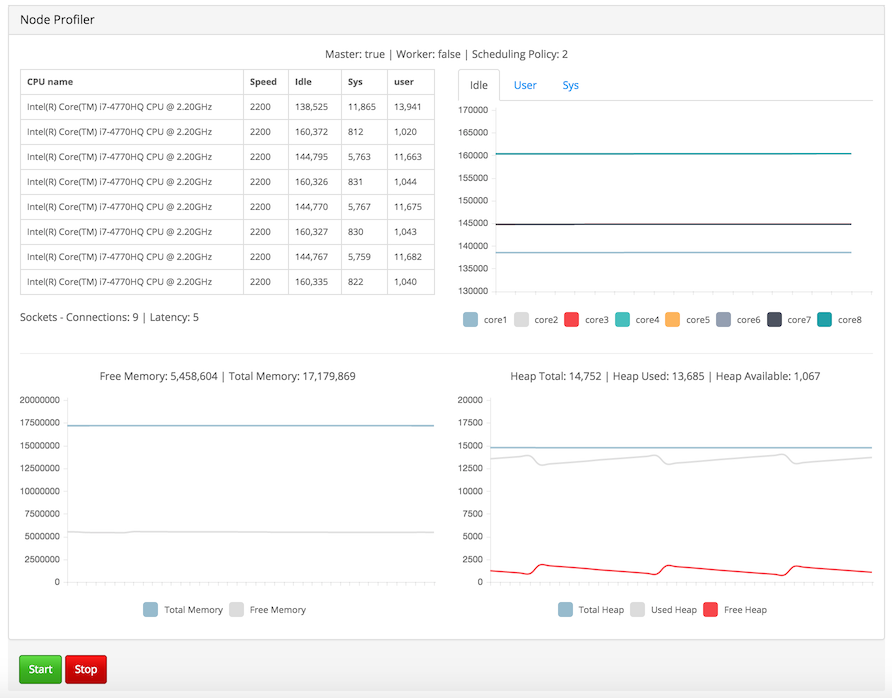 Node Profiler
Master: true | Worker: false | Scheduling Policy: 2
CPU name Speed Idle Sys user
Intel(R) Core(TM) i7-4770HQ CPU @ 2.20GHz 2200 138,525 11,865 13,941
Intel(R) Core(TM) i7-4770HQ CPU @ 2.20GHz 2200 160,372 812 1,020
Intel(R) Core(TM) i7-4770HQ CPU @ 2.20GHz 2200 144,795 5,763 11,663
Intel(R) Core(TM) i7-4770HQ CPU @ 2.20GHz 2200 160,326 831 1,044
Intel(R) Core(TM) i7-4770HQ CPU @ 2.20GHz 2200 144,770 5,767 11,675
Intel(R) Core(TM) i7-4770HQ CPU @ 2.20GHz 2200 160,327 830 1,043
Intel(R) Core(TM) i7-4770HQ CPU @ 2.20GHz 2200 144,767 5,759 11,682
Intel(R) Core(TM) i7-4770HQ CPU @ 2.20GHz 2200 160,335 822 1,040
Sockets - Connections: 9 | Latency: 5
Idle User Sys
170000
165000
160000
155000
150000
145000
140000
135000
130000
core1 core2 core3 core4 core5 core6 core7 core8
Free Memory: 5,458,604 | Total Memory: 17,179,869
20000000
17500000
15000000
12500000
10000000
7500000
5000000
2500000
0
Total Memory Free Memory
Heap Total: 14,752 | Heap Used: 13,685 | Heap Available: 1,067
20000
17500
15000
12500
10000
7500
5000
2500
0
Total Heap Used Heap Free Heap
Start Stop